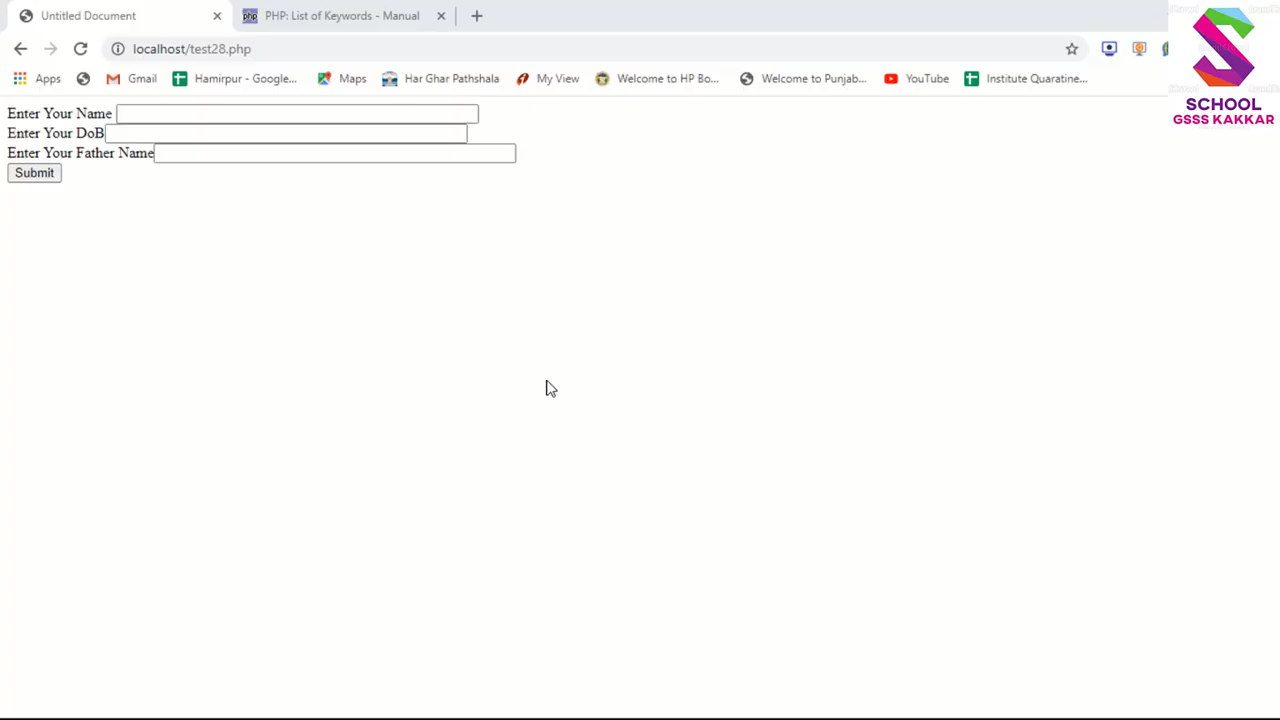 Untitled Document
php PHP: List of Keywords - Manual
localhost/test28.php
Apps Gmail Hamirpur - Google... Maps Har Ghar Pathshala My View Welcome to HP Bo... Welcome to Punjab... YouTube Institute Quaratine...
SCHOOL
GSSS KAKKAR
Enter Your Name
Enter Your DoB
Enter Your Father Name
Submit